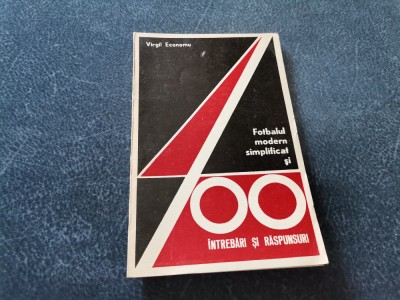 Virgil Economu
Fotbalul
modern
simplificat
și
400
ÎNTREBĂRI ȘI RĂSPUNSURI